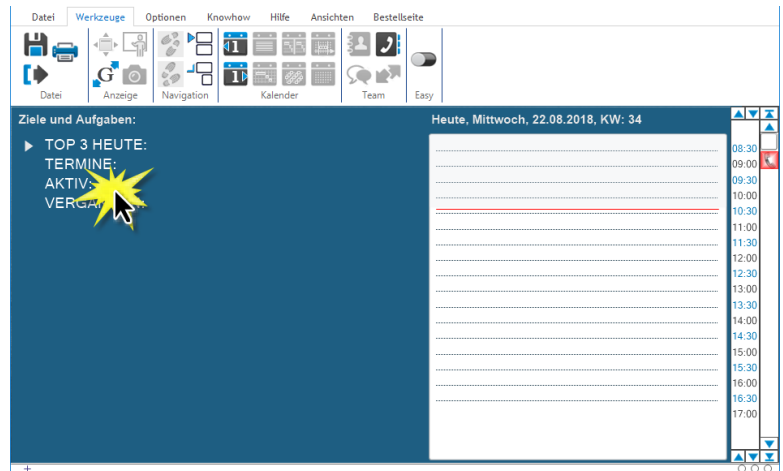 Datei Werkzeuge Optionen Knowhow Hilfe Ansichten Bestellseite
1
G
1
Datei Anzeige Navigation Kalender Team Easy
Ziele und Aufgaben:
TOP 3 HEUTE:
TERMINE:
AKTIV:
Heute, Mittwoch, 22.08.2018, KW: 34
08:30
09:00
09:30
10:00
10:30
11:00
11:30
12:00
12:30
13:00
13:30
14:00
14:30
15:00
15:30
16:00
16:30
17:00